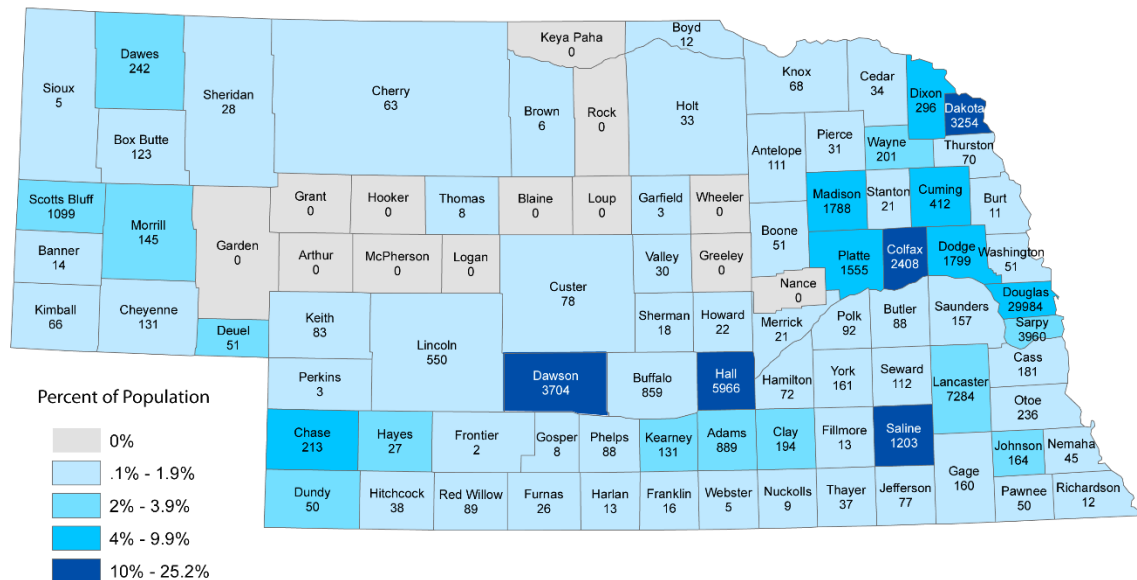 Keya Paha
0
Boyd
12
Dawes
242
Sioux
5
Sheridan
28
Cherry
63
Brown
6
Rock
0
Holt
33
Knox
68
Cedar
34
Dixon
296
Dakota
3254
Box Butte
123
Antelope
111
Pierce
31
Wayne
201
Thurston
70
Scotts Bluff
1099
Morrill
145
Garden
0
Grant
0
Hooker
0
Thomas
8
Blaine
0
Loup
0
Garfield
3
Wheeler
0
Madison
1788
Stanton
21
Cuming
412
Burt
11
Banner
14
Arthur
0
McPherson
0
Logan
0
Custer
78
Valley
30
Greeley
0
Boone
51
Platte
1555
Colfax
2408
Dodge
1799
Washington
51
Kimball
66
Cheyenne
131
Deuel
51
Keith
83
Lincoln
550
Sherman
18
Howard
22
Nance
0
Merrick
21
Polk
92
Butler
88
Saunders
157
Douglas
29984
Sarpy
3960
Perkins
3
Dawson
3704
Buffalo
859
Hall
5966
Hamilton
72
York
161
Seward
112
Lancaster
7284
Cass
181
Otoe
236
Percent of Population
0%
.1% - 1.9%
2% - 3.9%
4% - 9.9%
10% - 25.2%
Chase
213
Hayes
27
Frontier
2
Gosper
8
Phelps
88
Kearney
131
Adams
889
Clay
194
Fillmore
13
Saline
1203
Gage
160
Johnson
164
Nemaha
45
Dundy
50
Hitchcock
38
Red Willow
89
Furnas
26
Harlan
13
Franklin
16
Webster
5
Nuckolls
9
Thayer
37
Jefferson
77
Pawnee
50
Richardson
12